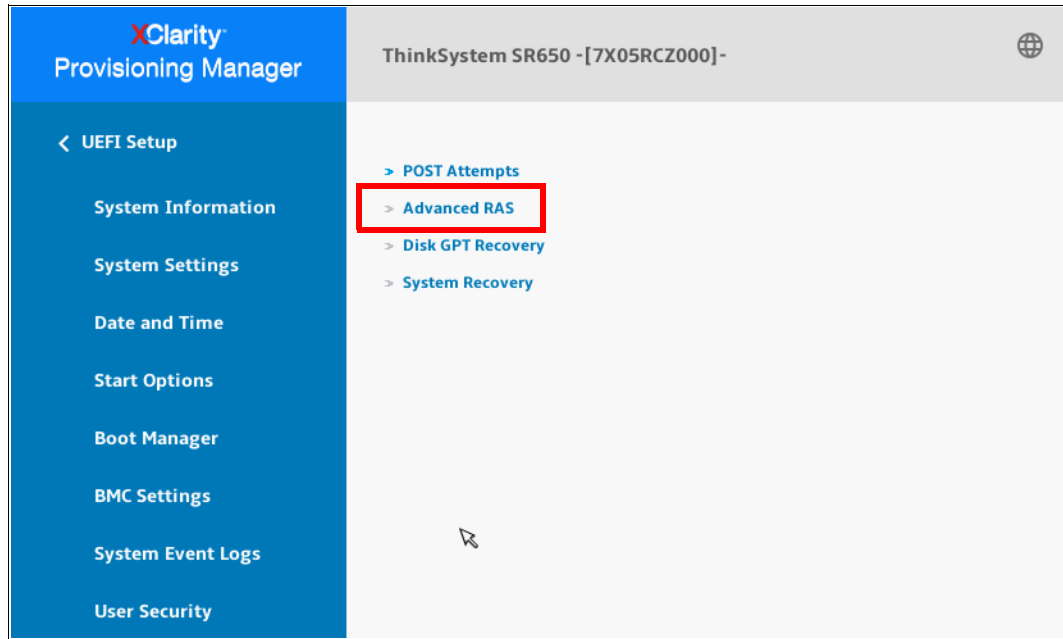 XClarity
Provisioning Manager
ThinkSystem SR650 -[7X05RCZ000]-
UEFI Setup
System Information
System Settings
Date and Time
Start Options
Boot Manager
BMC Settings
System Event Logs
User Security
> POST Attempts
> Advanced RAS
> Disk GPT Recovery
> System Recovery